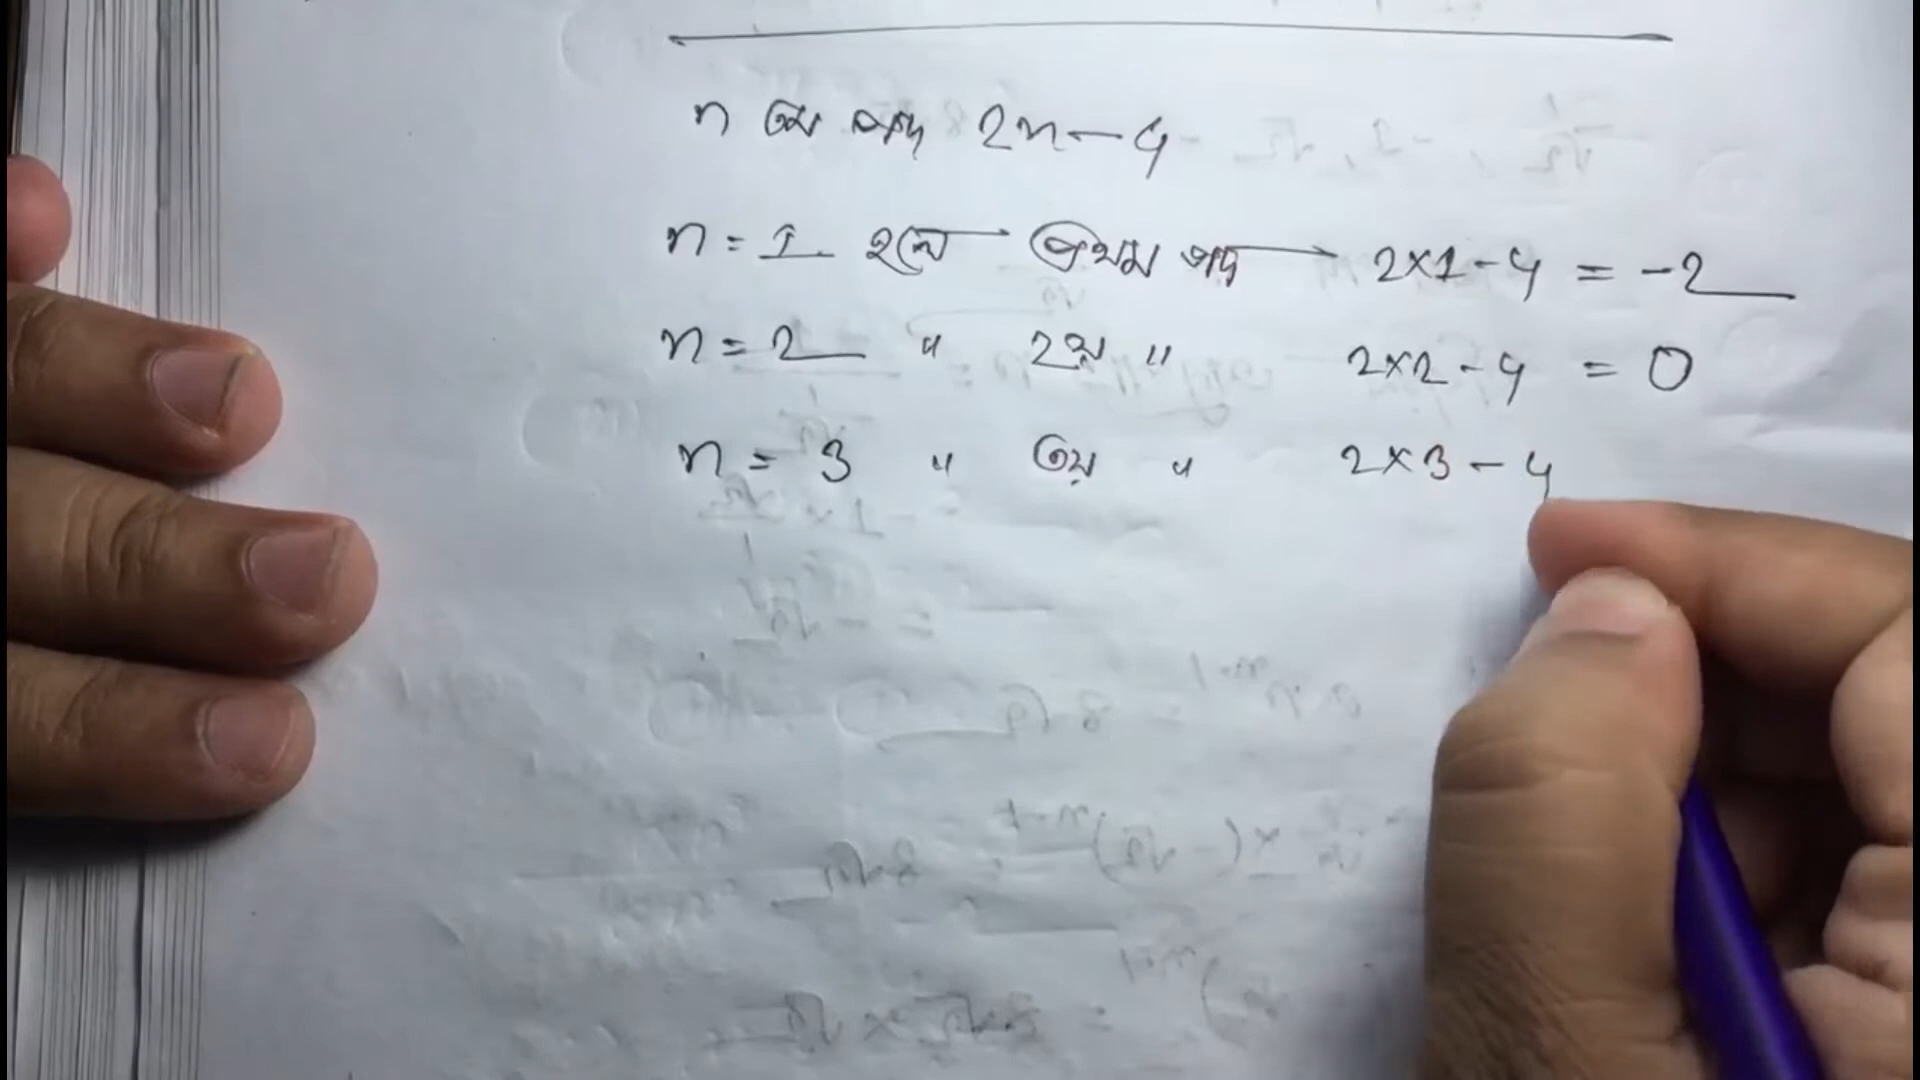 n তম পদ 2n - 4
n = 1 হলে প্রথম পদ 2×1 - 4 = -2
n = 2 " 2য় " 2×2 - 4 = 0
n = 3 " ৩য় " 2×3 - 4